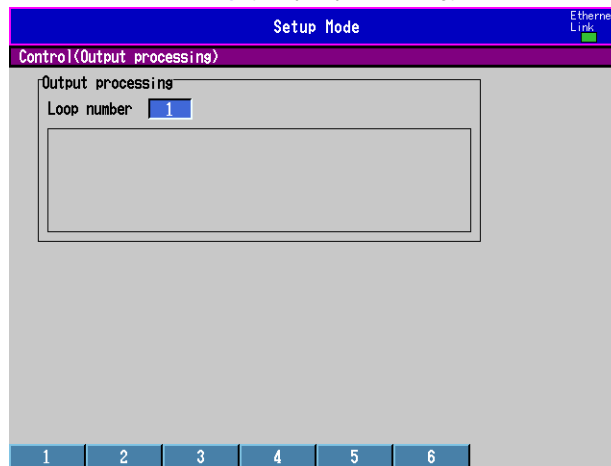 Setup Mode
Etherne
Link
Control(Output processing)
Output processing
Loop number 1
1 2 3 4 5 6